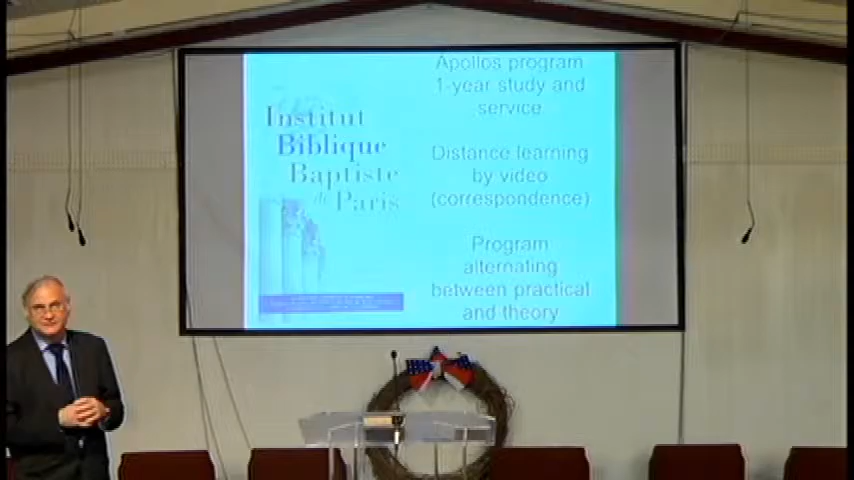 Institut
Biblique
Baptiste
de Paris
Apollos program
1-year study and
service
Distance learning
by video
(correspondence)
Program
alternating
between practical
and theory